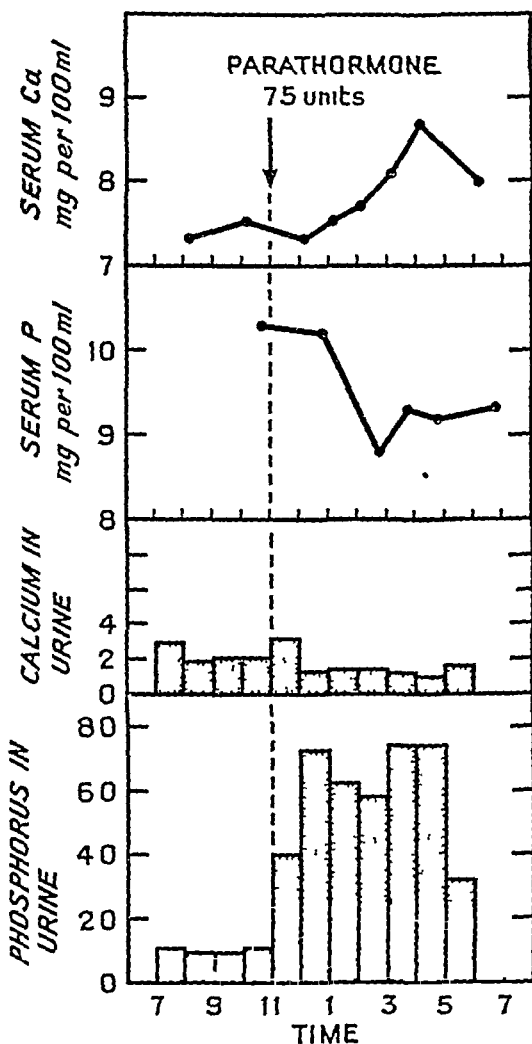 PARATHORMONE
75 units
SERUM Ca
mg per 100 ml
9
8
7
SERUM P
mg per 100 ml
10
9
8
CALCIUM IN
URINE
4
2
0
PHOSPHORUS IN
URINE
80
60
40
20
0
7 9 11 1 3 5 7
TIME